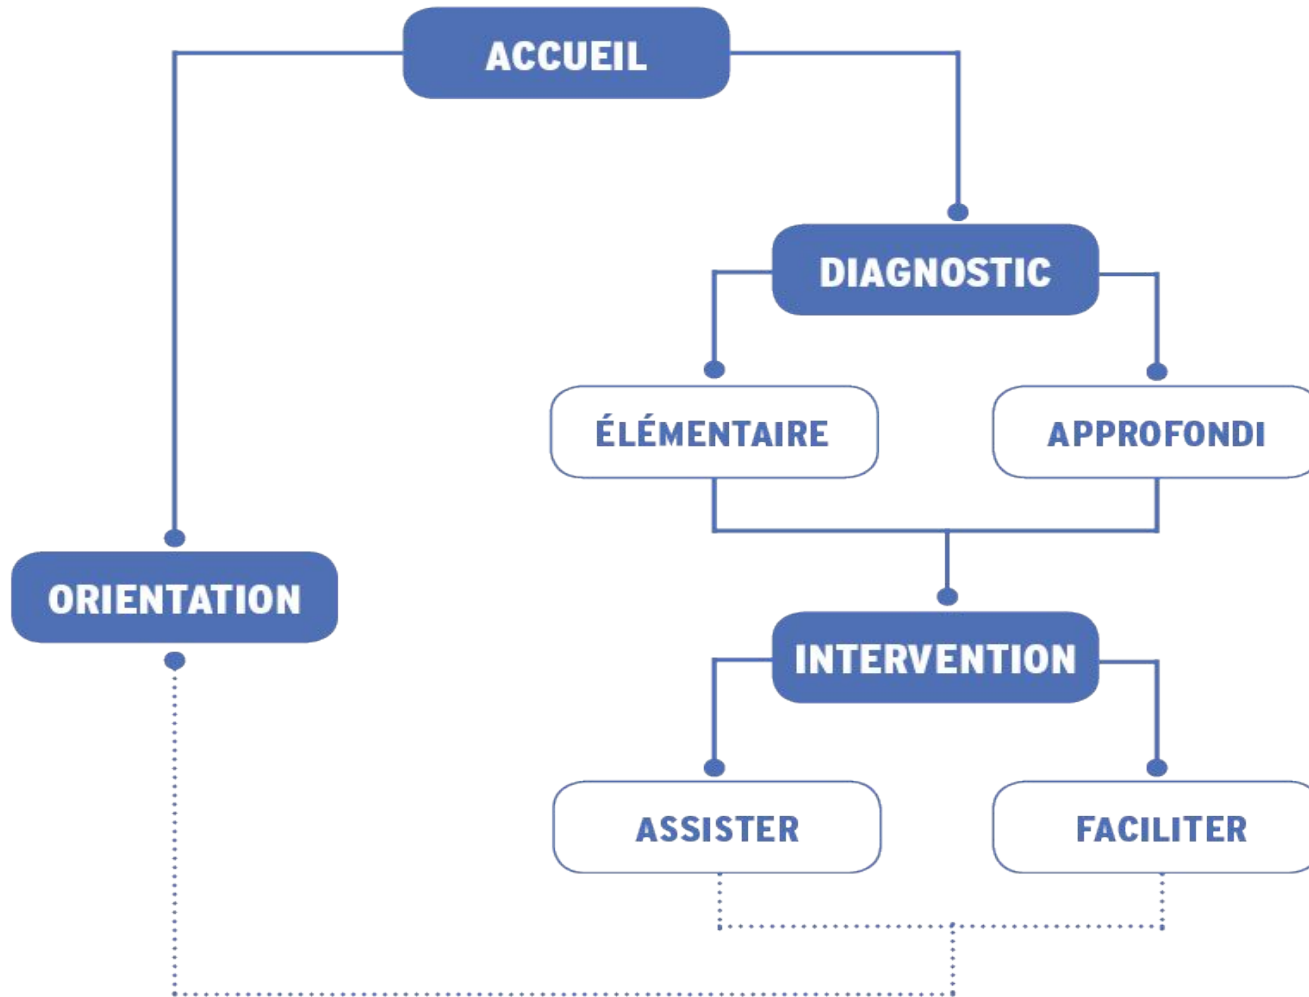 ACCUEIL
DIAGNOSTIC
ÉLÉMENTAIRE
APPROFONDI
ORIENTATION
INTERVENTION
ASSISTER
FACILITER